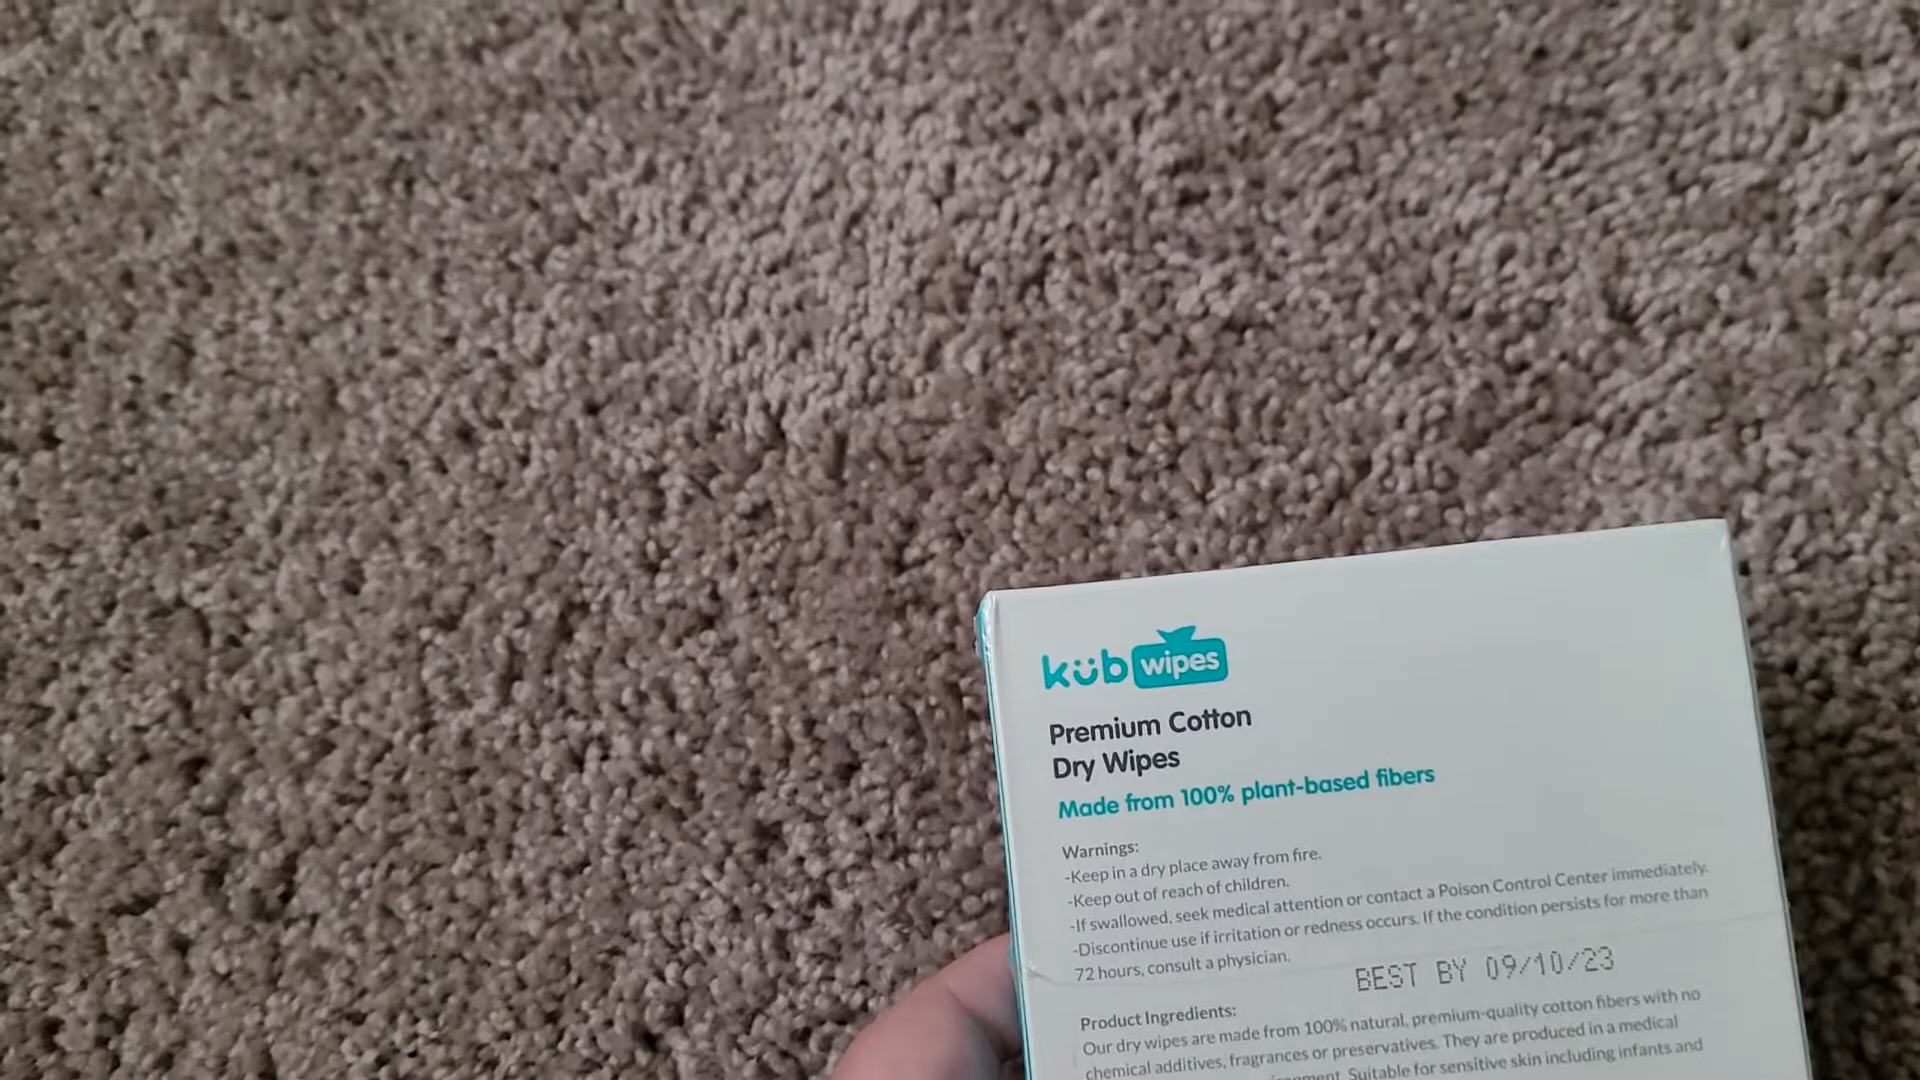 küb wipes
Premium Cotton
Dry Wipes
Made from 100% plant-based fibers
Warnings:
-Keep in a dry place away from fire.
-Keep out of reach of children.
-If swallowed, seek medical attention or contact a Poison Control Center immediately.
-Discontinue use if irritation or redness occurs. If the condition persists for more than
72 hours, consult a physician.
BEST BY 09/10/23
Product Ingredients:
Our dry wipes are made from 100% natural, premium-quality cotton fibers with no
chemical additives, fragrances or preservatives. They are produced in a medical
Suitable for sensitive skin including infants and